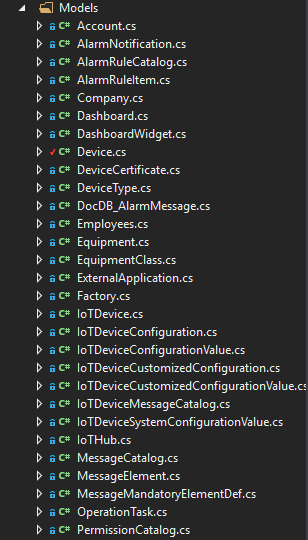 Models
C# Account.cs
C# AlarmNotification.cs
C# AlarmRuleCatalog.cs
C# AlarmRuleItem.cs
C# Company.cs
C# Dashboard.cs
C# DashboardWidget.cs
C# Device.cs
C# DeviceCertificate.cs
C# DeviceType.cs
C# DocDB_AlarmMessage.cs
C# Employees.cs
C# Equipment.cs
C# EquipmentClass.cs
C# ExternalApplication.cs
C# Factory.cs
C# IoTDevice.cs
C# IoTDeviceConfiguration.cs
C# IoTDeviceConfigurationValue.cs
C# IoTDeviceCustomizedConfiguration.cs
C# IoTDeviceCustomizedConfigurationValue.cs
C# IoTDeviceMessageCatalog.cs
C# IoTDeviceSystemConfigurationValue.cs
C# IoTHub.cs
C# MessageCatalog.cs
C# MessageElement.cs
C# MessageMandatoryElementDef.cs
C# OperationTask.cs
C# PermissionCatalog.cs